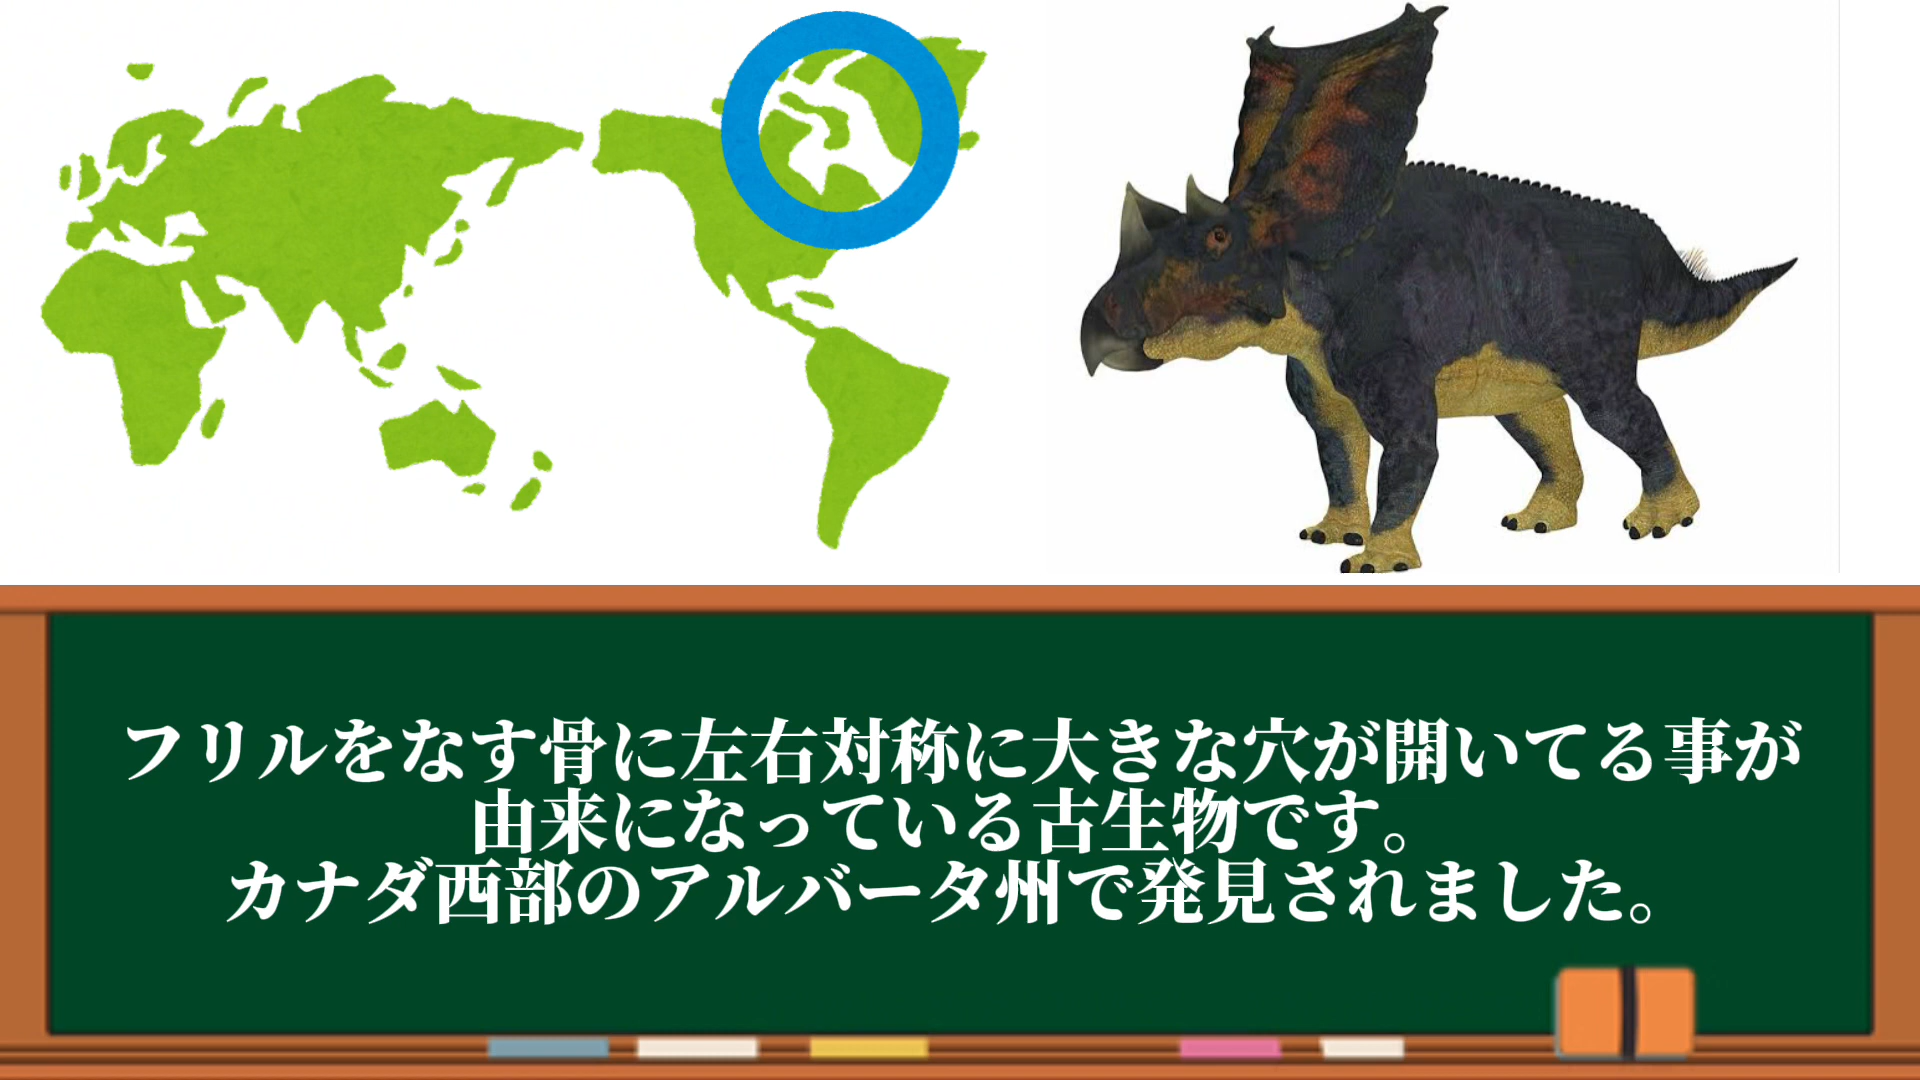 フリルをなす骨に左右対称に大きな穴が開いてる事が
由来になっている古生物です。
カナダ西部のアルバータ州で発見されました。